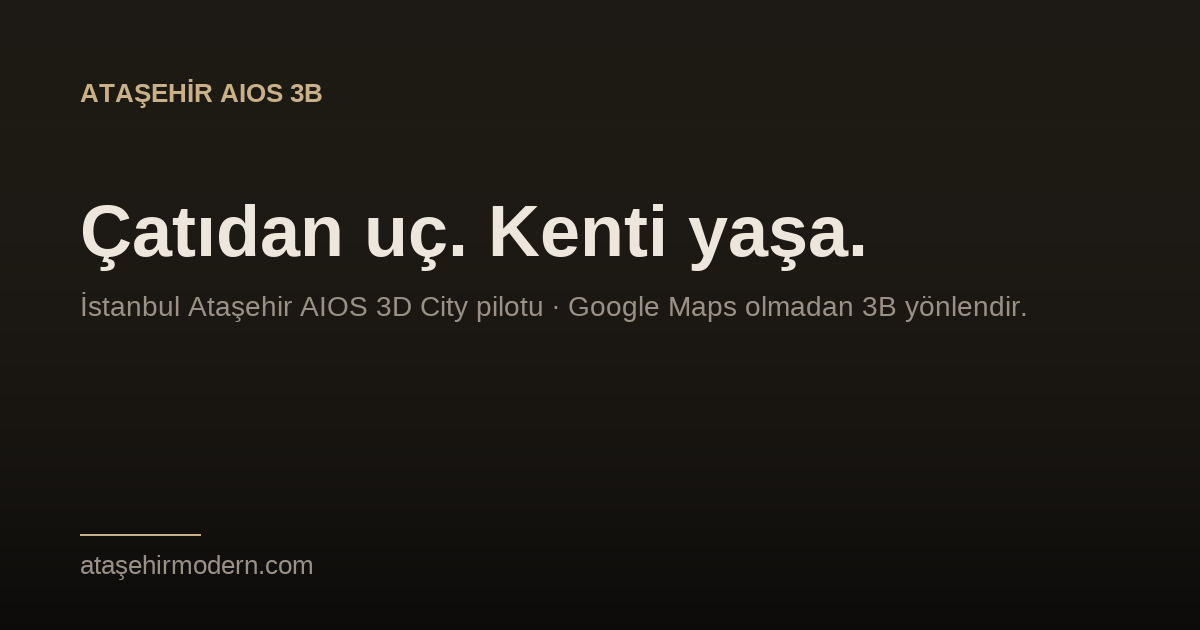 ATAŞEHİR AIOS 3B
Çatıdan uç. Kenti yaşa.
İstanbul Ataşehir AIOS 3D City pilotu · Google Maps olmadan 3B yönlendir.
ataşehirmodern.com